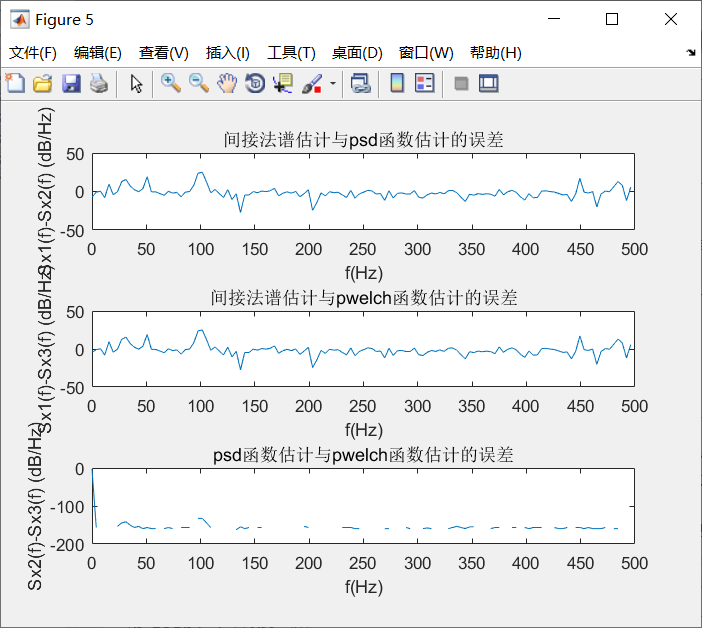 Figure 5
文件(F) 编辑(E) 查看(V) 插入(I) 工具(T) 桌面(D) 窗口(W) 帮助(H)
间接法谱估计与psd函数估计的误差
Sx1(f)-Sx2(f) (dB/Hz)
50
0
-50
0 50 100 150 200 250 300 350 400 450 500
f(Hz)
间接法谱估计与pwelch函数估计的误差
Sx1(f)-Sx3(f) (dB/Hz)
50
0
-50
0 50 100 150 200 250 300 350 400 450 500
f(Hz)
psd函数估计与pwelch函数估计的误差
Sx2(f)-Sx3(f) (dB/Hz)
0
-100
-200
0 50 100 150 200 250 300 350 400 450 500
f(Hz)